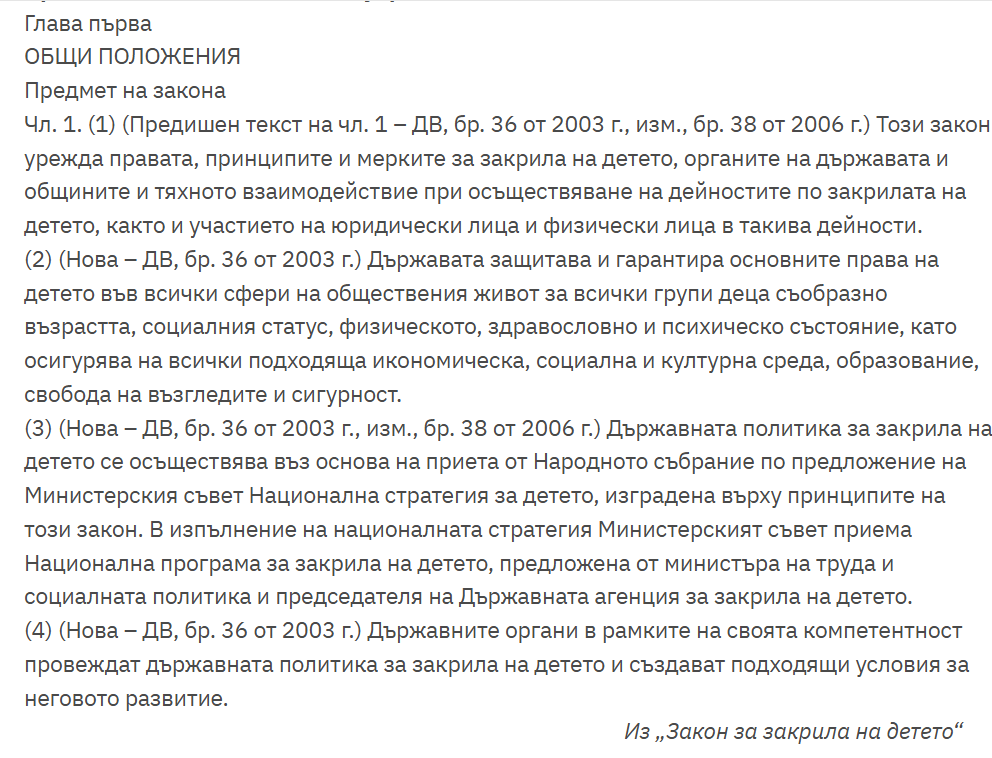 Глава първа
ОБЩИ ПОЛОЖЕНИЯ
Предмет на закона
Чл. 1. (1) (Предишен текст на чл. 1 – ДВ, бр. 36 от 2003 г., изм., бр. 38 от 2006 г.) Този закон
урежда правата, принципите и мерките за закрила на детето, органите на държавата и
общините и тяхното взаимодействие при осъществяване на дейностите по закрилата на
детето, както и участието на юридически лица и физически лица в такива дейности.
(2) (Нова – ДВ, бр. 36 от 2003 г.) Държавата защитава и гарантира основните права на
детето във всички сфери на обществения живот за всички групи деца съобразно
възрастта, социалния статус, физическото, здравословно и психическо състояние, като
осигурява на всички подходяща икономическа, социална и културна среда, образование,
свобода на възгледите и сигурност.
(3) (Нова – ДВ, бр. 36 от 2003 г., изм., бр. 38 от 2006 г.) Държавната политика за закрила на
детето се осъществява въз основа на приета от Народното събрание по предложение на
Министерския съвет Национална стратегия за детето, изградена върху принципите на
този закон. В изпълнение на националната стратегия Министерският съвет приема
Национална програма за закрила на детето, предложена от министъра на труда и
социалната политика и председателя на Държавната агенция за закрила на детето.
(4) (Нова – ДВ, бр. 36 от 2003 г.) Държавните органи в рамките на своята компетентност
провеждат държавната политика за закрила на детето и създават подходящи условия за
неговото развитие.
Из „Закон за закрила на детето“